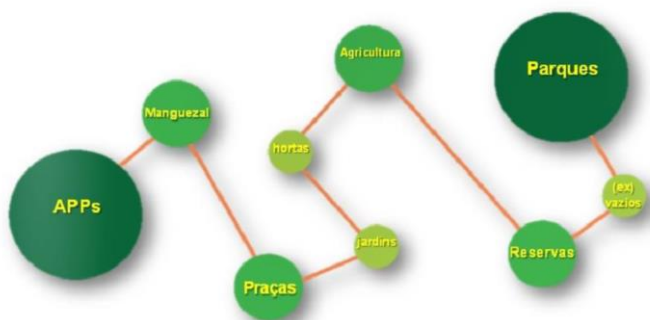 APPs
Manguezal
Praças
jardins
hortas
Agricultura
Reservas
(ex)
vazios
Parques